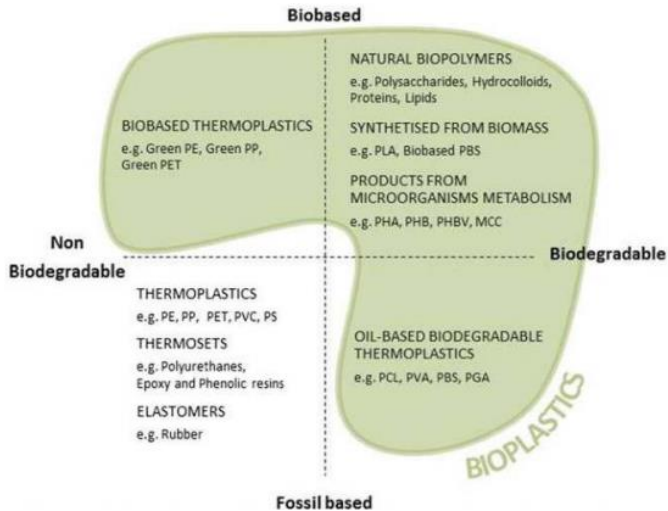 Biobased
NATURAL BIOPOLYMERS
e.g. Polysaccharides, Hydrocolloids,
Proteins, Lipids
BIOBASED THERMOPLASTICS
e.g. Green PE, Green PP,
Green PET
SYNTHETISED FROM BIOMASS
e.g. PLA, Biobased PBS
PRODUCTS FROM
MICROORGANISMS METABOLISM
e.g. PHA, PHB, PHBV, MCC
Non
Biodegradable
Biodegradable
THERMOPLASTICS
e.g. PE, PP, PET, PVC, PS
THERMOSETS
e.g. Polyurethanes,
Epoxy and Phenolic resins
ELASTOMERS
e.g. Rubber
OIL-BASED BIODEGRADABLE
THERMOPLASTICS
e.g. PCL, PVA, PBS, PGA
BIOPLASTICS
Fossil based